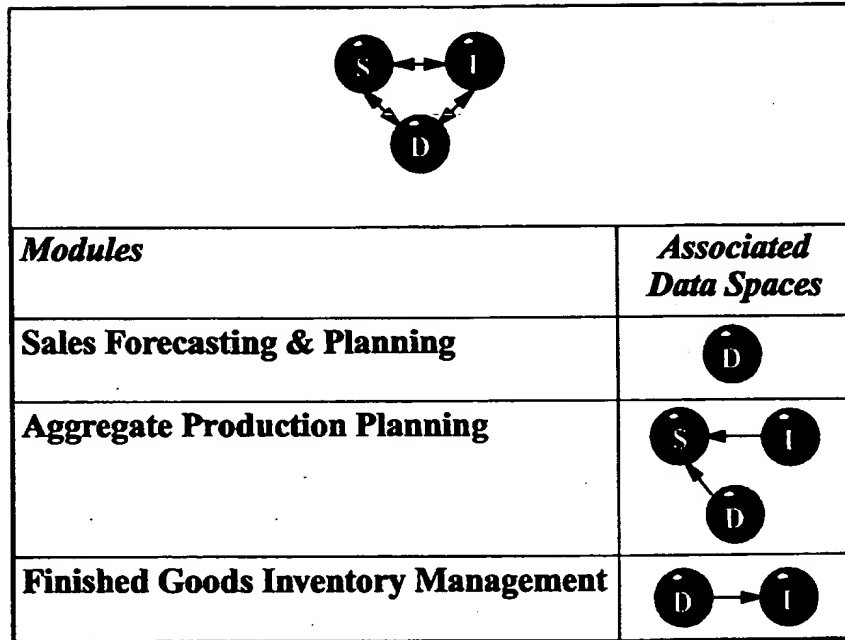 S I
D
Modules
Associated
Data Spaces
Sales Forecasting & Planning
D
Aggregate Production Planning
S I
D
Finished Goods Inventory Management
D I